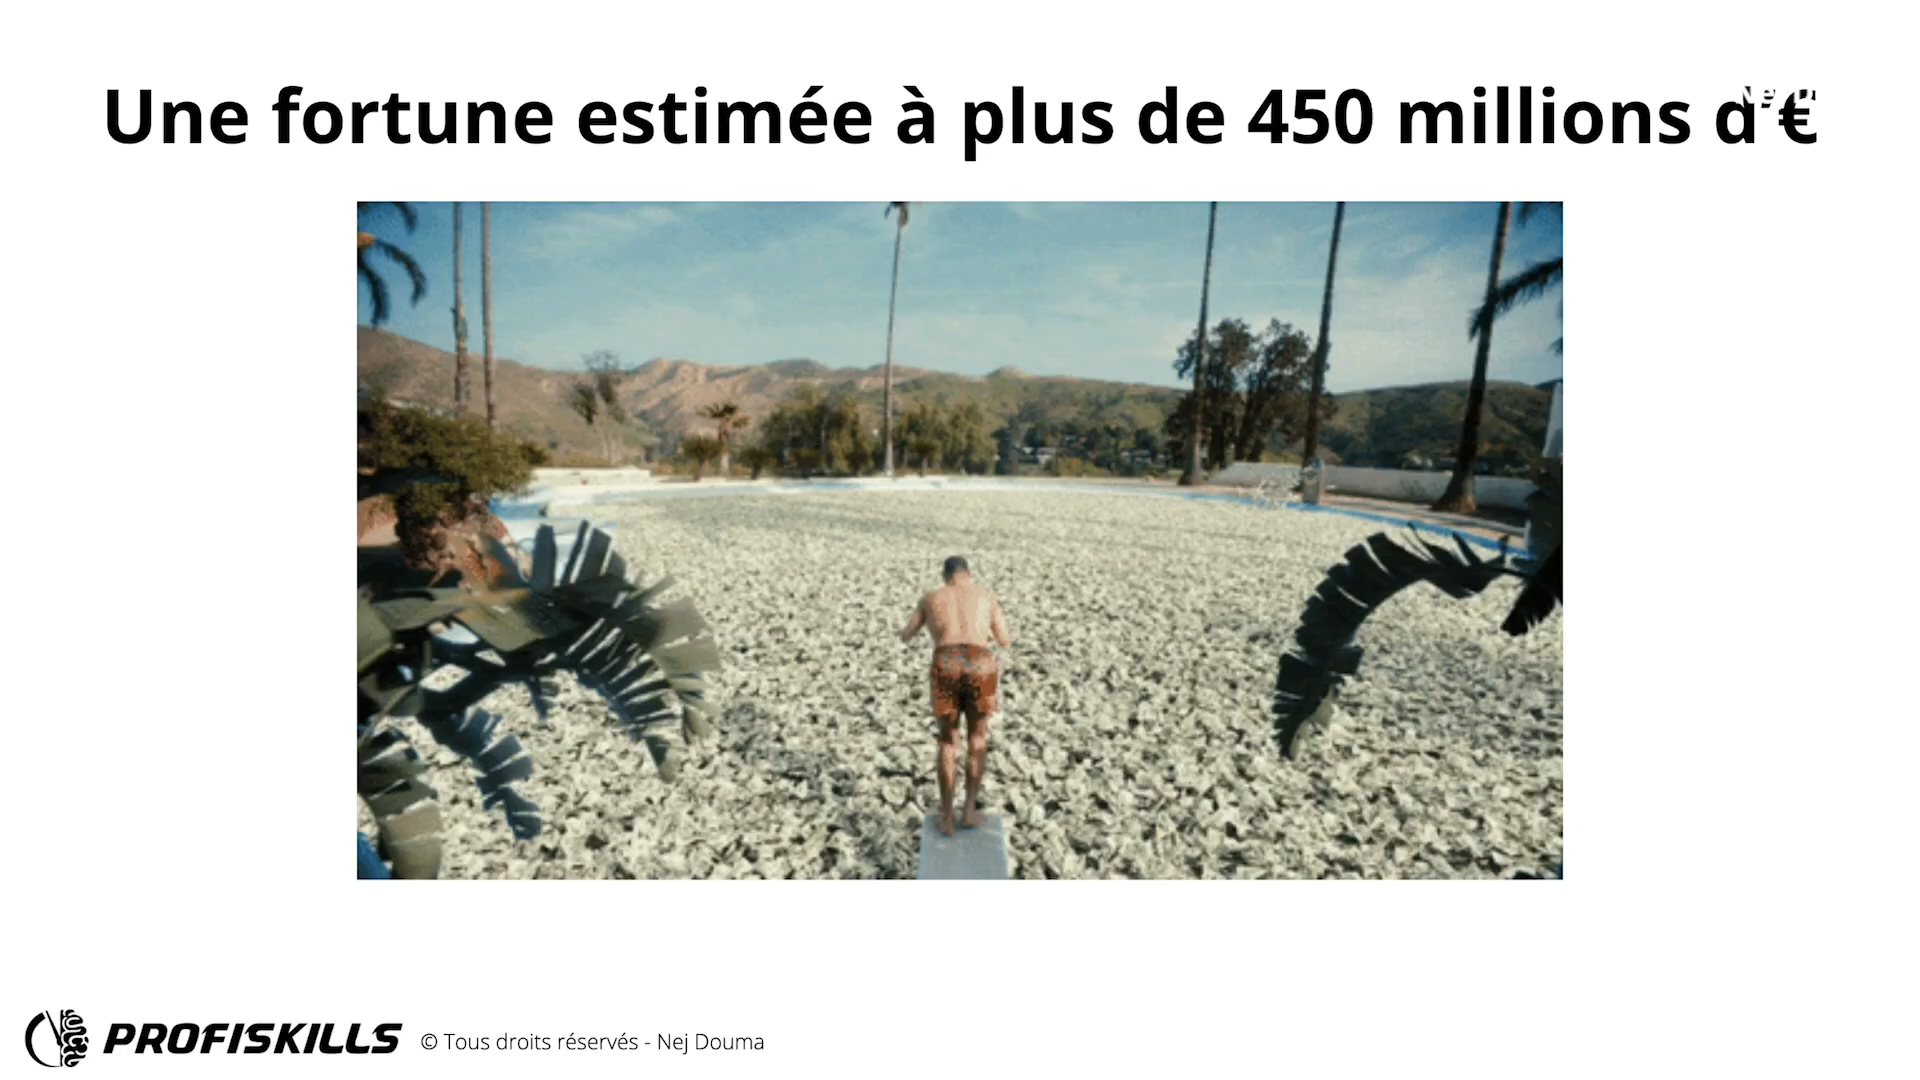 Une fortune estimée à plus de 450 millions d'€
PROFISKILLS
© Tous droits réservés - Nej Douma